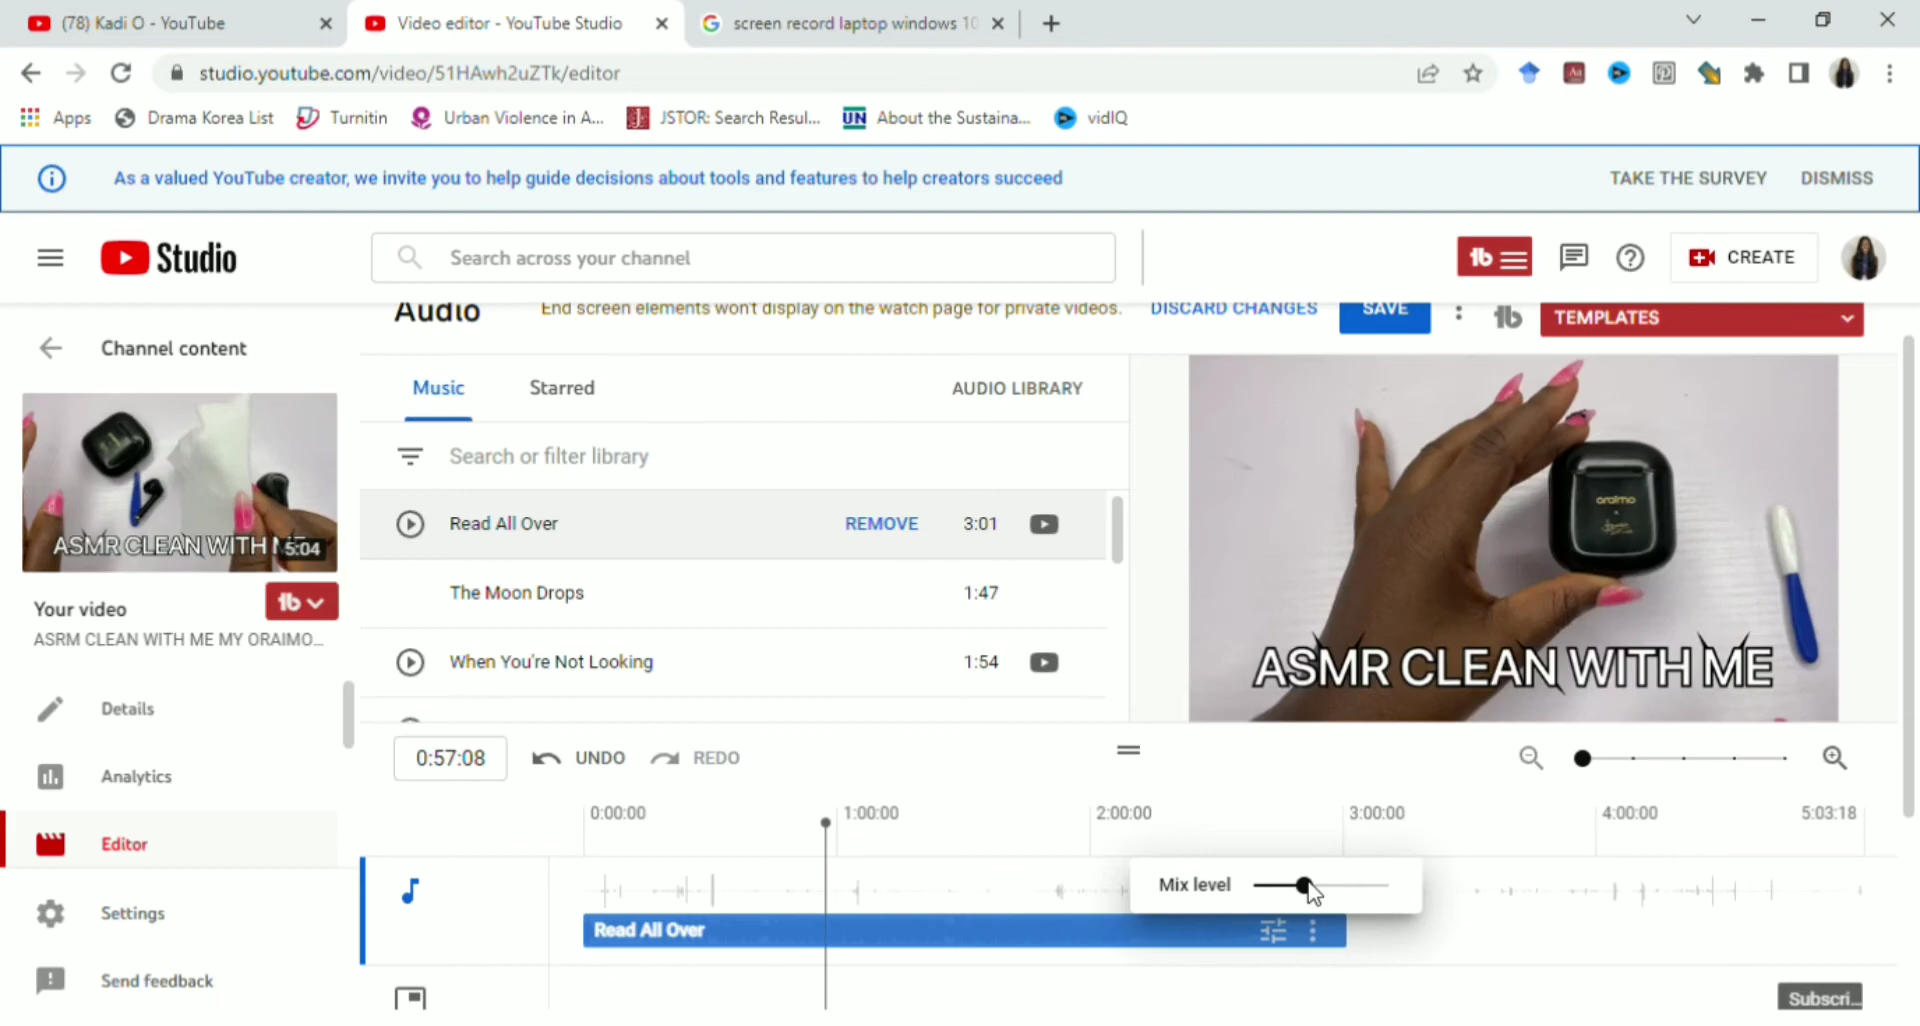 (78) Kadi O - YouTube
Video editor - YouTube Studio
screen record laptop windows 10
studio.youtube.com/video/51HAwh2uZTk/editor
Apps
Drama Korea List
Turnitin
Urban Violence in A...
JSTOR: Search Resul...
UN About the Sustaina...
vidIQ
As a valued YouTube creator, we invite you to help guide decisions about tools and features to help creators succeed
TAKE THE SURVEY
DISMISS
Studio
Search across your channel
CREATE
Audio
End screen elements won't display on the watch page for private videos.
DISCARD CHANGES
SAVE
TEMPLATES
Channel content
Music
Starred
AUDIO LIBRARY
Search or filter library
Read All Over
REMOVE
3:01
The Moon Drops
1:47
When You're Not Looking
1:54
ASMR CLEAN WITH
5:04
Your video
ASRM CLEAN WITH ME MY ORAIMO...
oraimo
ASMR CLEAN WITH ME
Details
Analytics
Editor
Settings
Send feedback
0:57:08
UNDO
REDO
0:00:00
1:00:00
2:00:00
3:00:00
4:00:00
5:03:18
Mix level
Read All Over
Subscri...